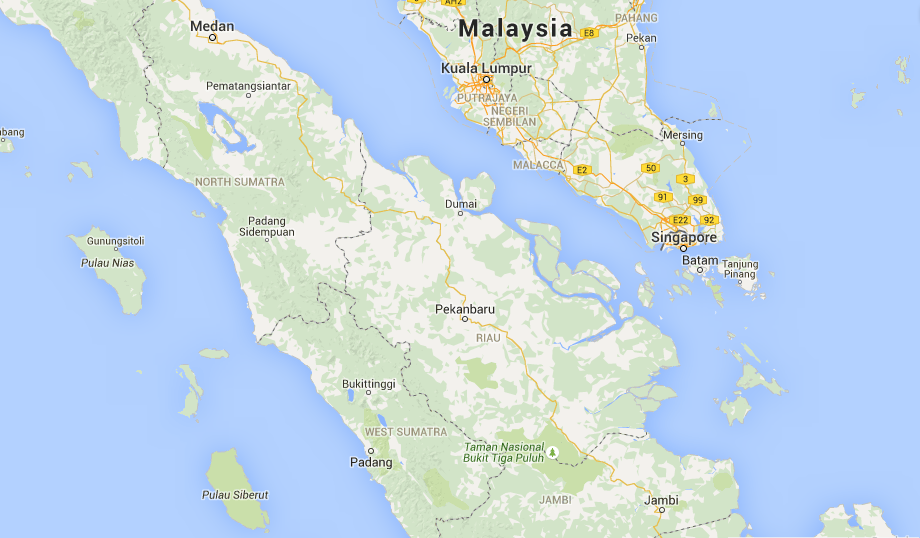 AH2
Malaysia
PAHANG
Medan
E8
Pekan
Kuala Lumpur
Pematangsiantar
PUTRAJAYA
NEGERI
SEMBILAN
Mersing
MALACCA
E2
50
3
NORTH SUMATRA
91
99
Dumai
Padang
Sidempuan
E22
92
Gunungsitoli
Singapore
Pulau Nias
Batam
Tanjung
Pinang
Pekanbaru
RIAU
Bukittinggi
WEST SUMATRA
Taman Nasional
Bukit Tiga Puluh
Padang
Pulau Siberut
JAMBI
Jambi